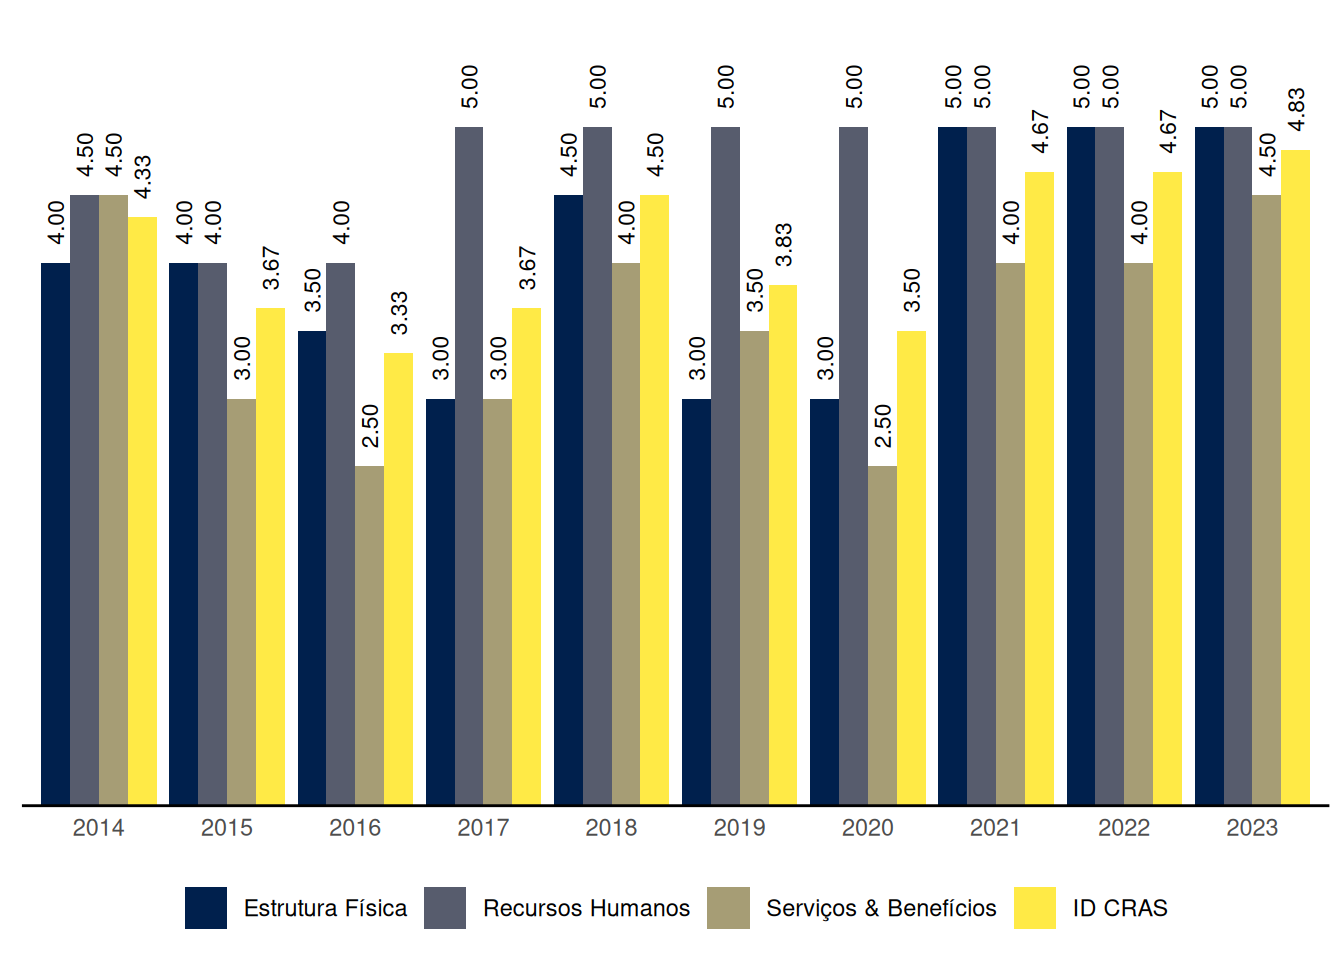 4.00 4.50 4.50 4.33
4.00 4.00 3.00 3.67
3.50 4.00 2.50 3.33
3.00 5.00 3.00 3.67
4.50 5.00 4.00 4.50
3.00 5.00 3.50 3.83
3.00 5.00 2.50 3.50
5.00 5.00 4.00 4.67
5.00 5.00 4.00 4.67
5.00 5.00 4.50 4.83
2014 2015 2016 2017 2018 2019 2020 2021 2022 2023
Estrutura Física Recursos Humanos Serviços & Benefícios ID CRAS